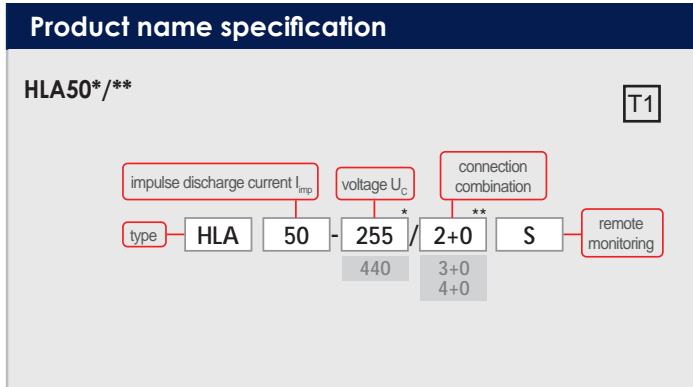 Product name specification
HLA50*/**
T1
impulse discharge current Iimp
voltage UC
connection
combination
* **
type HLA 50 - 255 / 2+0 S remote
monitoring
440 3+0
4+0